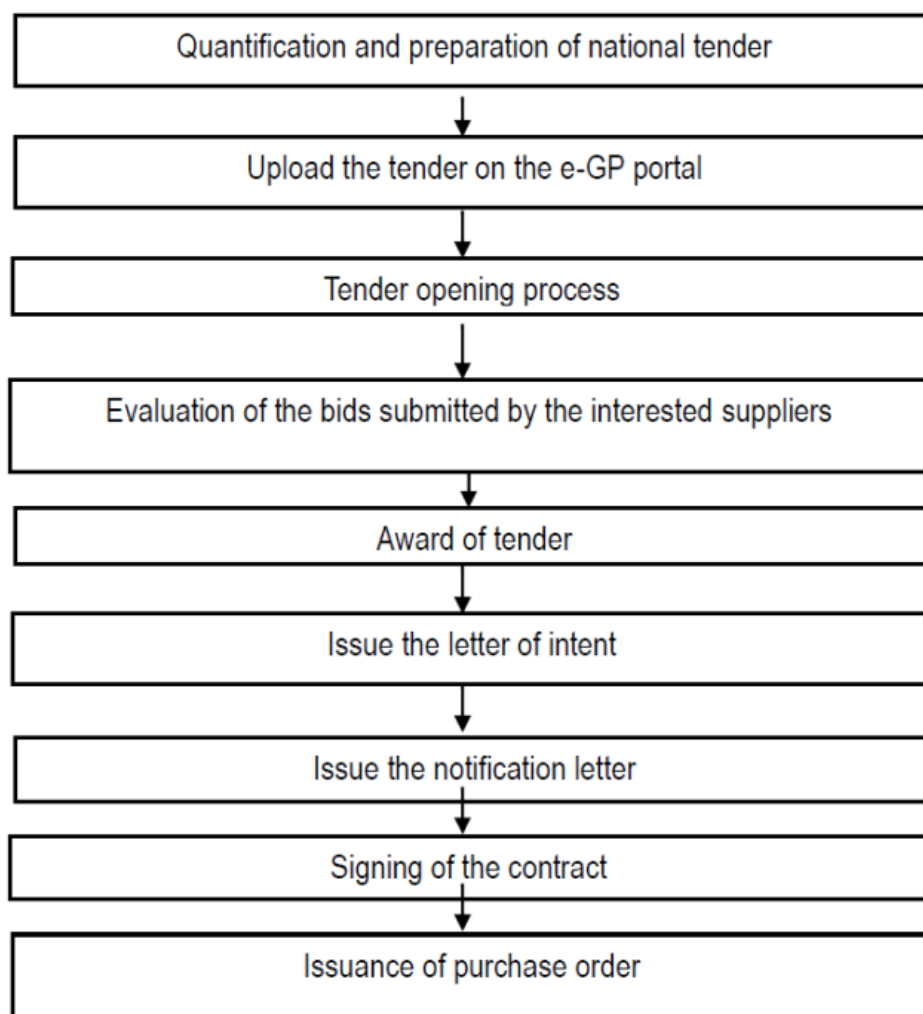 Quantification and preparation of national tender
Upload the tender on the e-GP portal
Tender opening process
Evaluation of the bids submitted by the interested suppliers
Award of tender
Issue the letter of intent
Issue the notification letter
Signing of the contract
Issuance of purchase order